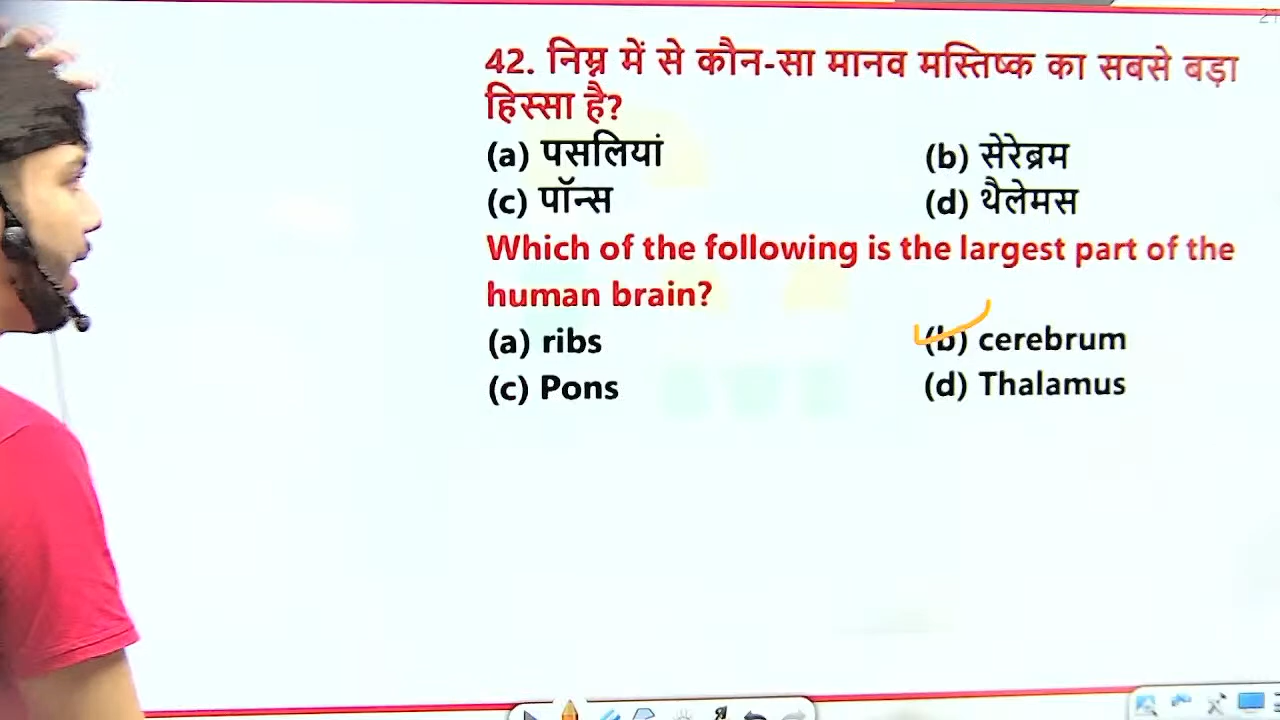 42. निम्न में से कौन-सा मानव मस्तिष्क का सबसे बड़ा
हिस्सा है?
(a) पसलियां (b) सेरेब्रम
(c) पॉन्स (d) थैलेमस
Which of the following is the largest part of the
human brain?
(a) ribs (b) cerebrum
(c) Pons (d) Thalamus